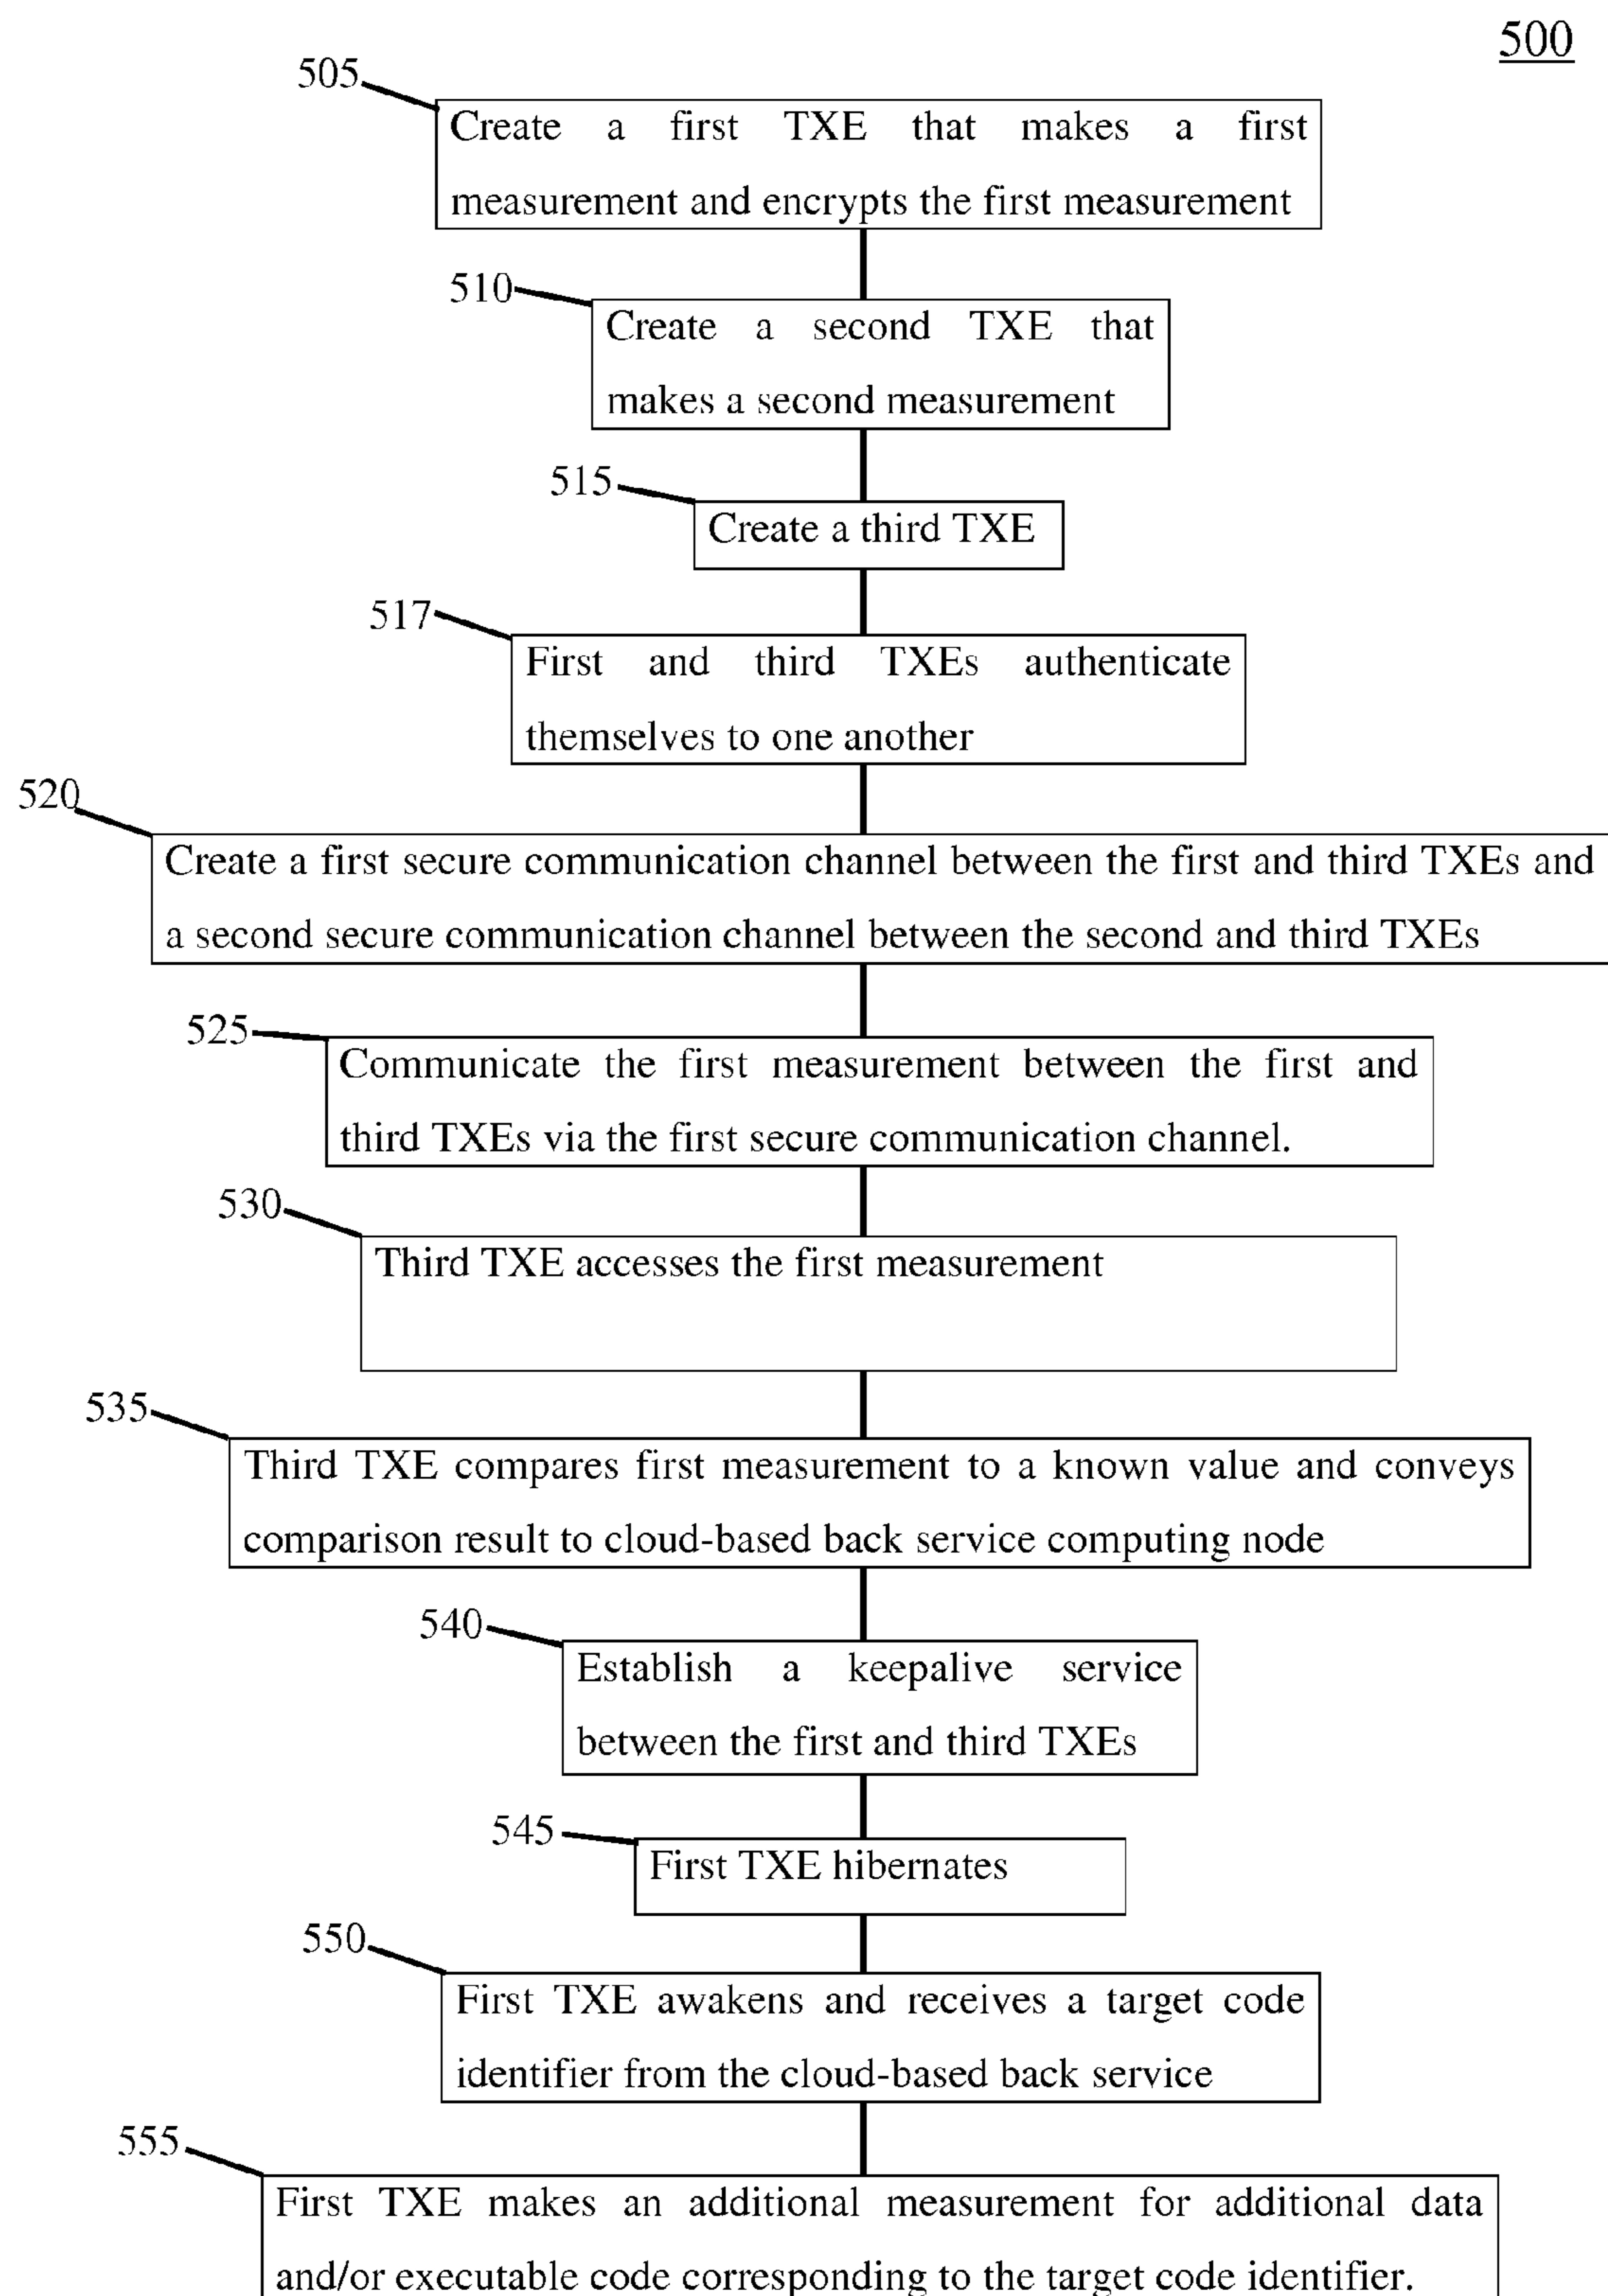 500
505
Create a first TXE that makes a first
measurement and encrypts the first measurement
510
Create a second TXE that
makes a second measurement
515
Create a third TXE
517
First and third TXEs authenticate
themselves to one another
520
Create a first secure communication channel between the first and third TXEs and
a second secure communication channel between the second and third TXEs
525
Communicate the first measurement between the first and
third TXEs via the first secure communication channel.
530
Third TXE accesses the first measurement
535
Third TXE compares first measurement to a known value and conveys
comparison result to cloud-based back service computing node
540
Establish a keepalive service
between the first and third TXEs
545
First TXE hibernates
550
First TXE awakens and receives a target code
identifier from the cloud-based back service
555
First TXE makes an additional measurement for additional data
and/or executable code corresponding to the target code identifier.